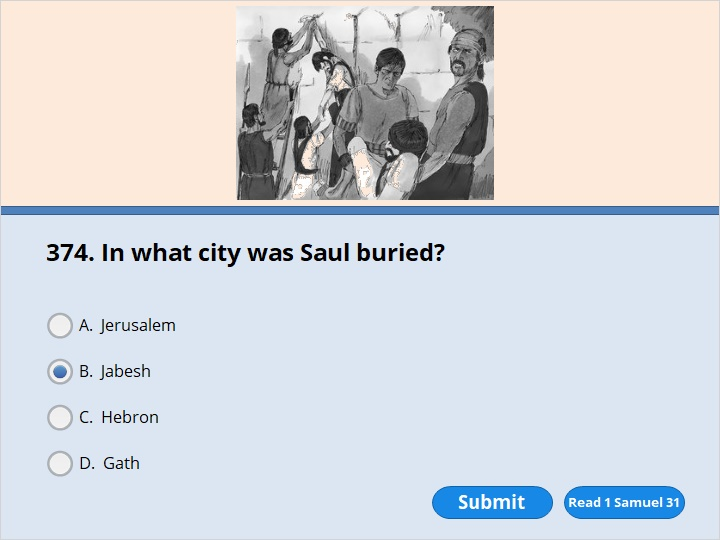 374. In what city was Saul buried?
A. Jerusalem
B. Jabesh
C. Hebron
D. Gath
Submit
Read 1 Samuel 31